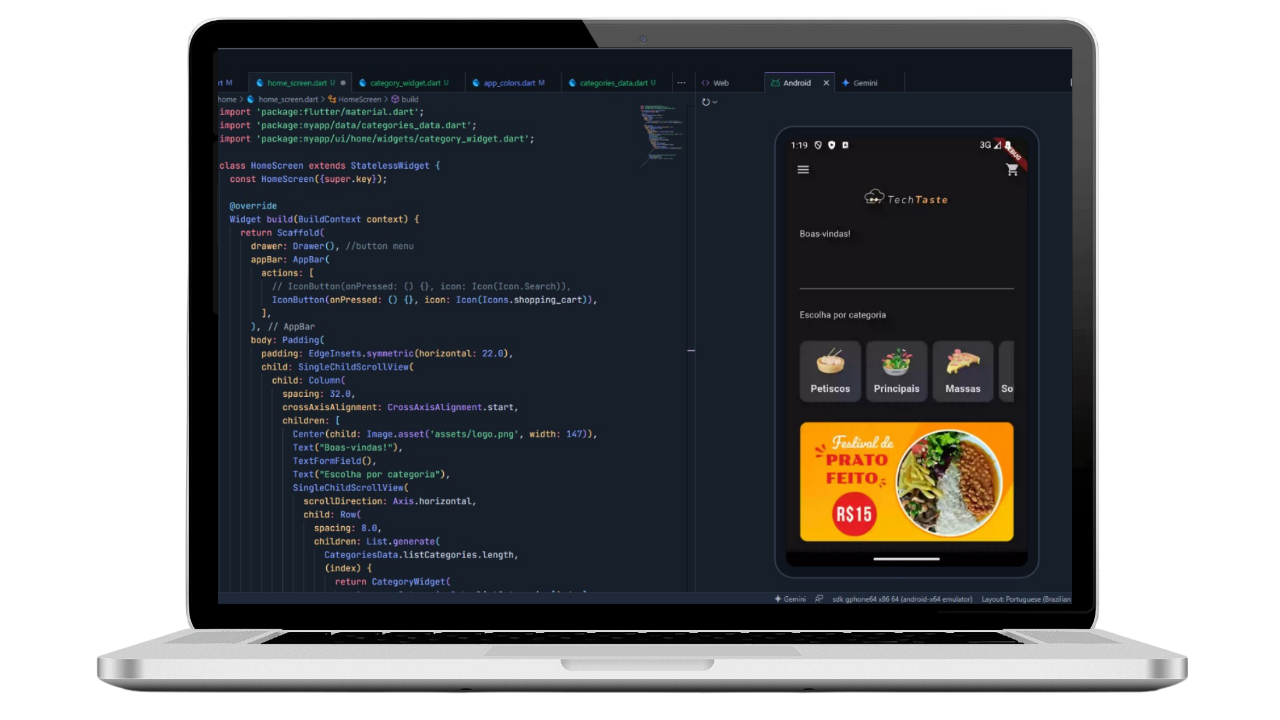 rt M
home_screen.dart U
category_widget.dart U
app_colors.dart M
categories_data.dart U
...
home > home_screen.dart > HomeScreen > build
import 'package:flutter/material.dart';
import 'package:myapp/data/categories_data.dart';
import 'package:myapp/ui/home/widgets/category_widget.dart';
class HomeScreen extends StatelessWidget {
const HomeScreen({super.key});
@override
Widget build(BuildContext context) {
return Scaffold(
drawer: Drawer(), //button menu
appBar: AppBar(
actions: [
// IconButton(onPressed: () {}, icon: Icon(Icon.Search)),
IconButton(onPressed: () {}, icon: Icon(Icons.shopping_cart)),
],
), // AppBar
body: Padding(
padding: EdgeInsets.symmetric(horizontal: 22.0),
child: SingleChildScrollView(
child: Column(
spacing: 32.0,
crossAxisAlignment: CrossAxisAlignment.start,
children: [
Center(child: Image.asset('assets/logo.png', width: 147)),
Text("Boas-vindas!"),
TextFormField(),
Text("Escolha por categoria"),
SingleChildScrollView(
scrollDirection: Axis.horizontal,
child: Row(
spacing: 8.0,
children: List.generate(
CategoriesData.listCategories.length,
(index) {
return CategoryWidget(
<> Web
Android ×
Gemini
1:19
3G
DEBUG
TechTaste
Boas-vindas!
Escolha por categoria
Petiscos
Principais
Massas
So
Festival de
PRATO
FEITO
R$15
Gemini
sdk gphone64 x86 64 (android-x64 emulator)
Layout: Portuguese (Brazilian